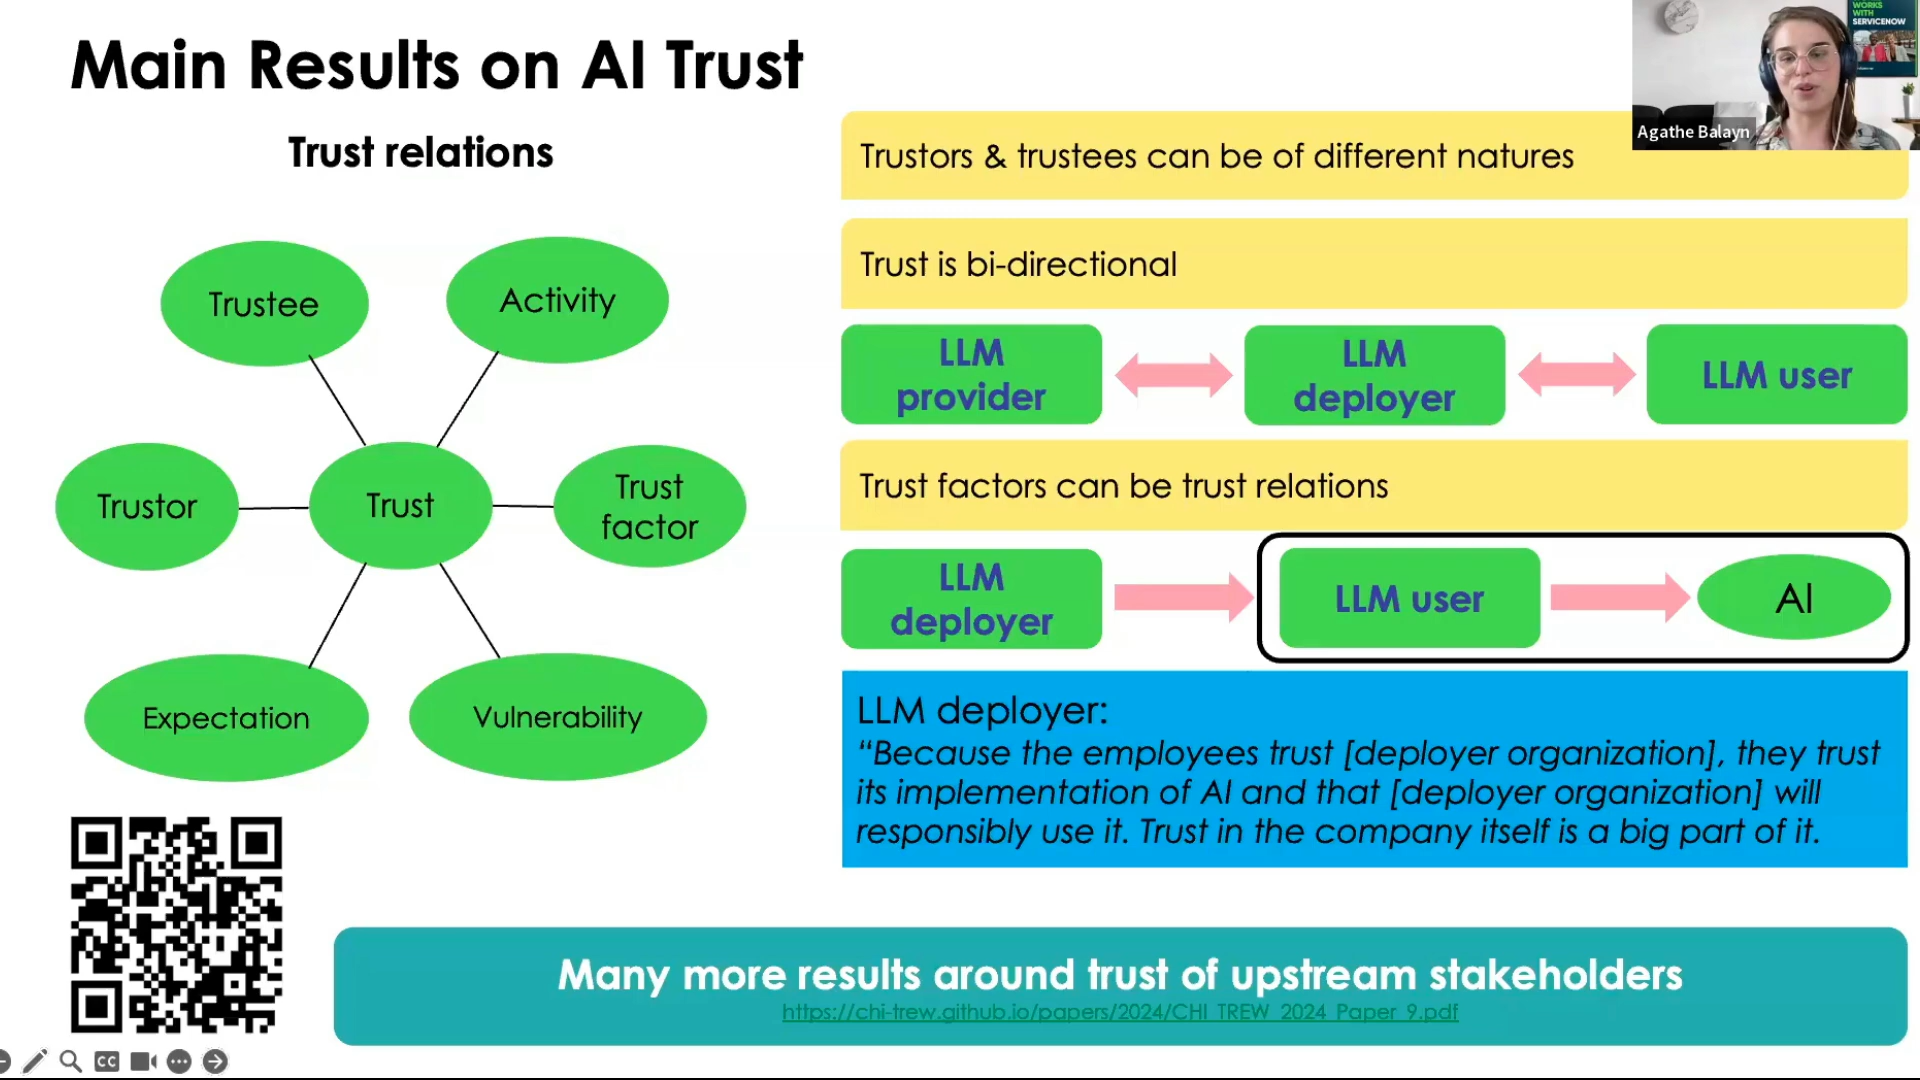 Main Results on AI Trust
WORKS
WITH
SERVICENOW
Agathe Balayn
Trust relations
Trustee
Activity
Trustor
Trust
Trust
factor
Expectation
Vulnerability
Trustors & trustees can be of different natures
Trust is bi-directional
LLM
provider
LLM
deployer
LLM user
Trust factors can be trust relations
LLM
deployer
LLM user
AI
LLM deployer:
“Because the employees trust [deployer organization], they trust
its implementation of AI and that [deployer organization] will
responsibly use it. Trust in the company itself is a big part of it.
Many more results around trust of upstream stakeholders
https://chi-trew.github.io/papers/2024/CHI_TREW_2024_Paper_9.pdf
CC